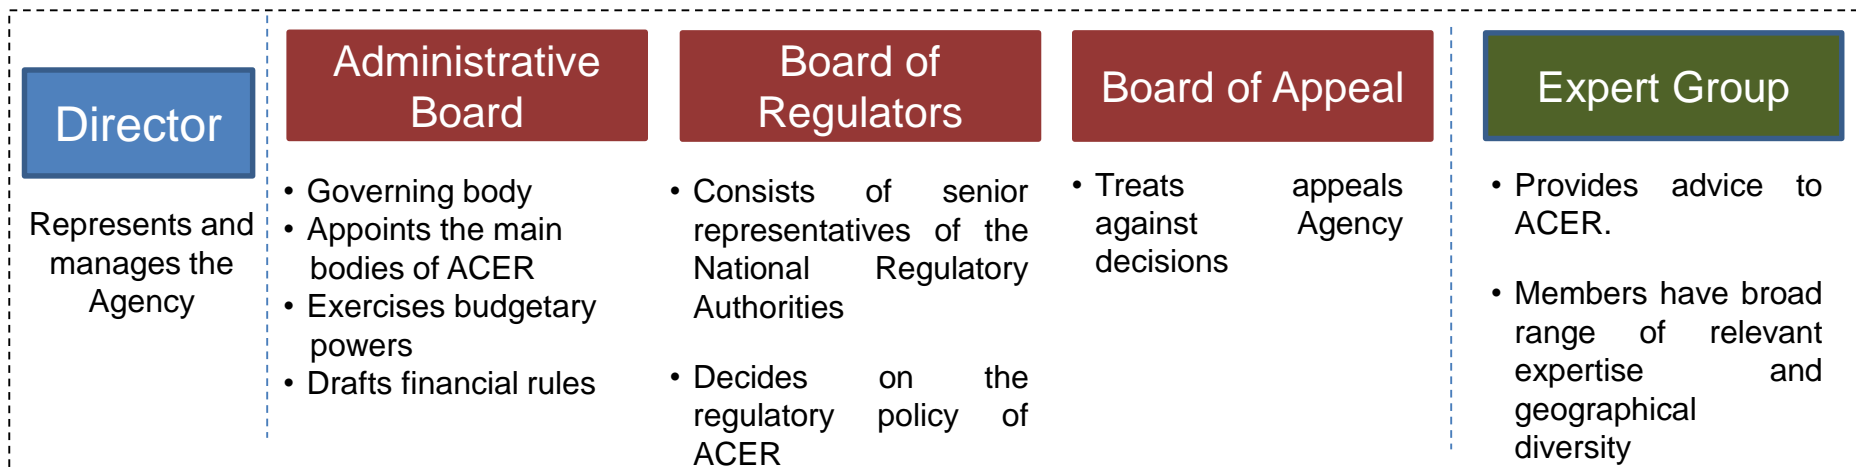 Director
Represents and
manages the
Agency
Administrative
Board
• Governing body
• Appoints the main
bodies of ACER
• Exercises budgetary
powers
• Drafts financial rules
Board of
Regulators
• Consists of senior
representatives of the
National Regulatory
Authorities
• Decides on the
regulatory policy of
ACER
Board of Appeal
• Treats appeals
against Agency
decisions
Expert Group
• Provides advice to
ACER.
• Members have broad
range of relevant
expertise and
geographical
diversity